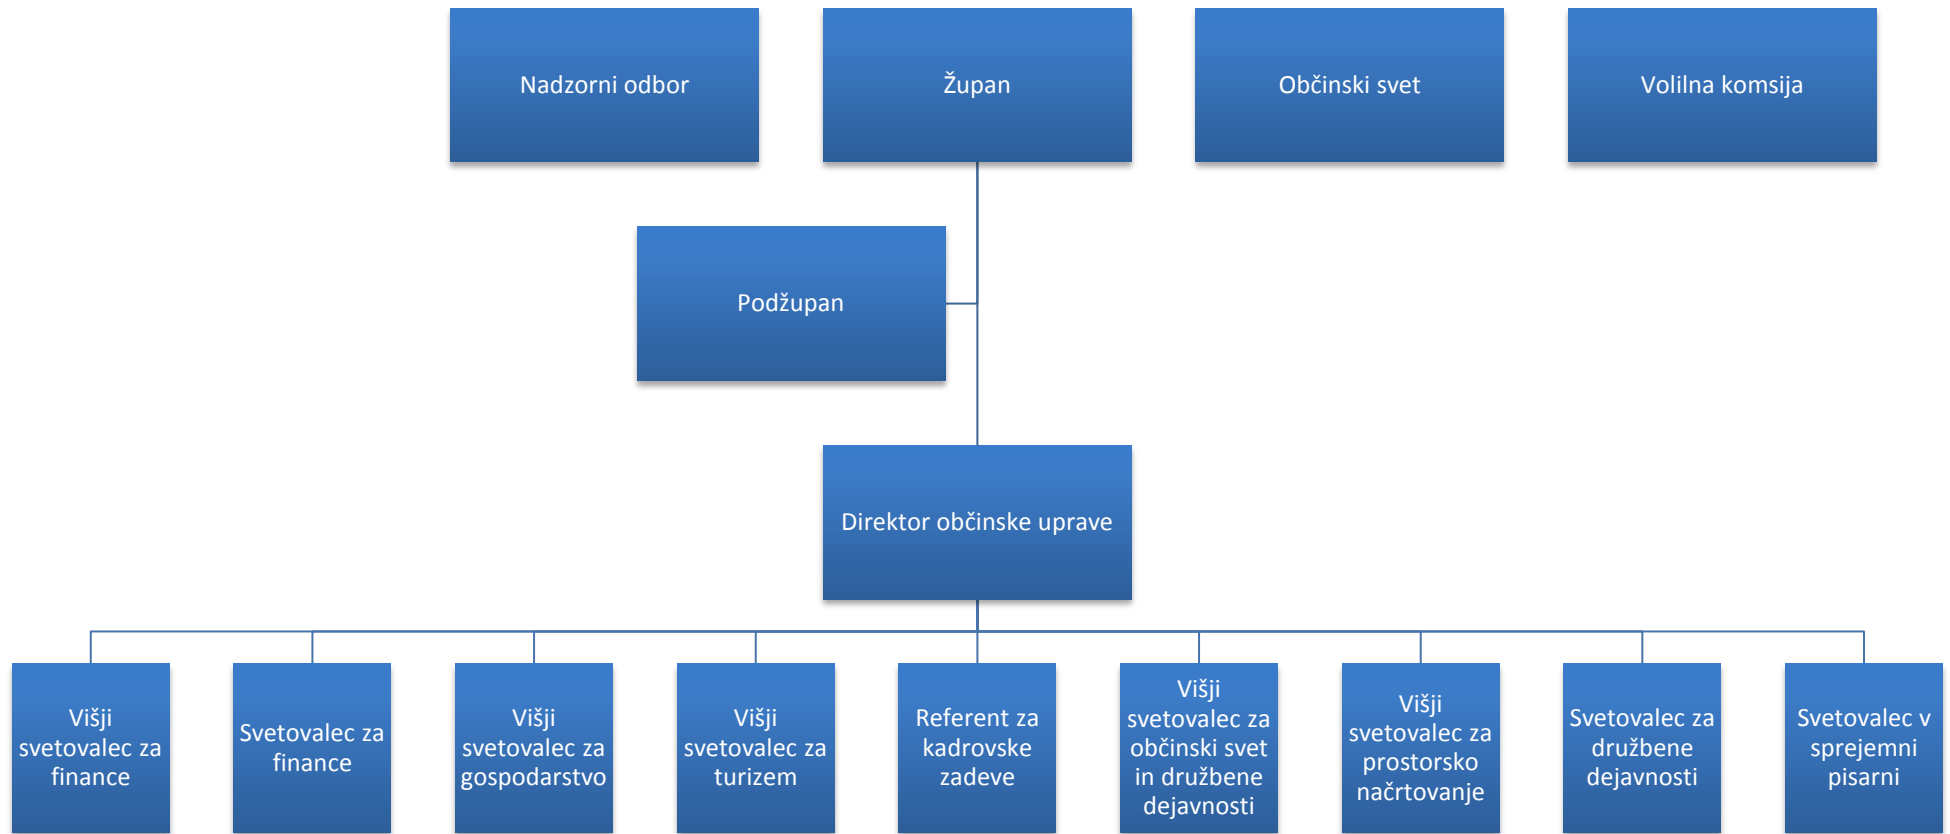 Nadzorni odbor
Župan
Občinski svet
Volilna komsija
Podžupan
Direktor občinske uprave
Višji
svetovalec za
finance
Svetovalec za
finance
Višji
svetovalec za
gospodarstvo
Višji
svetovalec za
turizem
Referent za
kadrovske
zadeve
Višji
svetovalec za
občinski svet
in družbene
dejavnosti
Višji
svetovalec za
prostorsko
načrtovanje
Svetovalec za
družbene
dejavnosti
Svetovalec v
sprejemni
pisarni